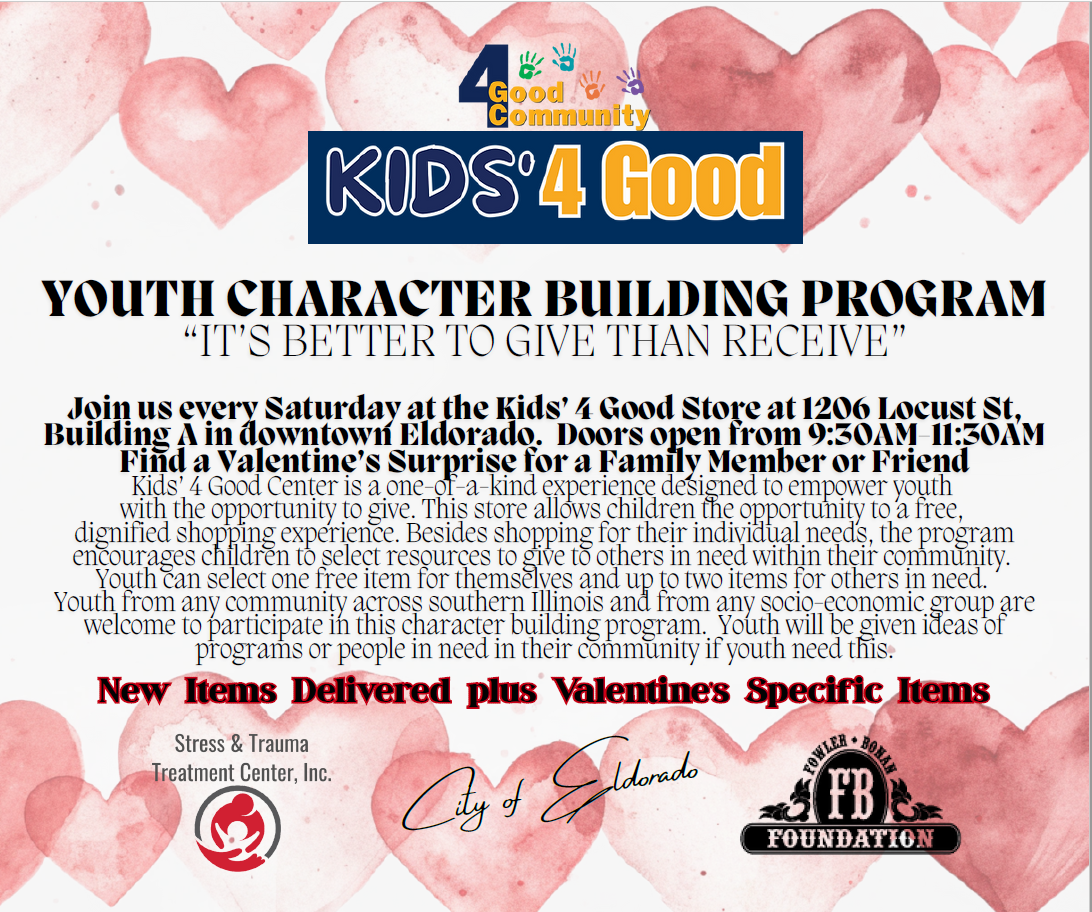 4
Good
Community
KIDS' 4 Good
YOUTH CHARACTER BUILDING PROGRAM
“IT’S BETTER TO GIVE THAN RECEIVE”
Join us every Saturday at the Kids’ 4 Good Store at 1206 Locust St,
Building A in downtown Eldorado. Doors open from 9:30AM-11:30AM
Find a Valentine’s Surprise for a Family Member or Friend
Kids’ 4 Good Center is a one-of-a-kind experience designed to empower youth
with the opportunity to give. This store allows children the opportunity to a free,
dignified shopping experience. Besides shopping for their individual needs, the program
encourages children to select resources to give to others in need within their community.
Youth can select one free item for themselves and up to two items for others in need.
Youth from any community across southern Illinois and from any socio-economic group are
welcome to participate in this character building program. Youth will be given ideas of
programs or people in need in their community if youth need this.
New Items Delivered plus Valentine's Specific Items
Stress & Trauma
Treatment Center, Inc.
City of Eldorado
FOWLER • BONAN
FB
FOUNDATION